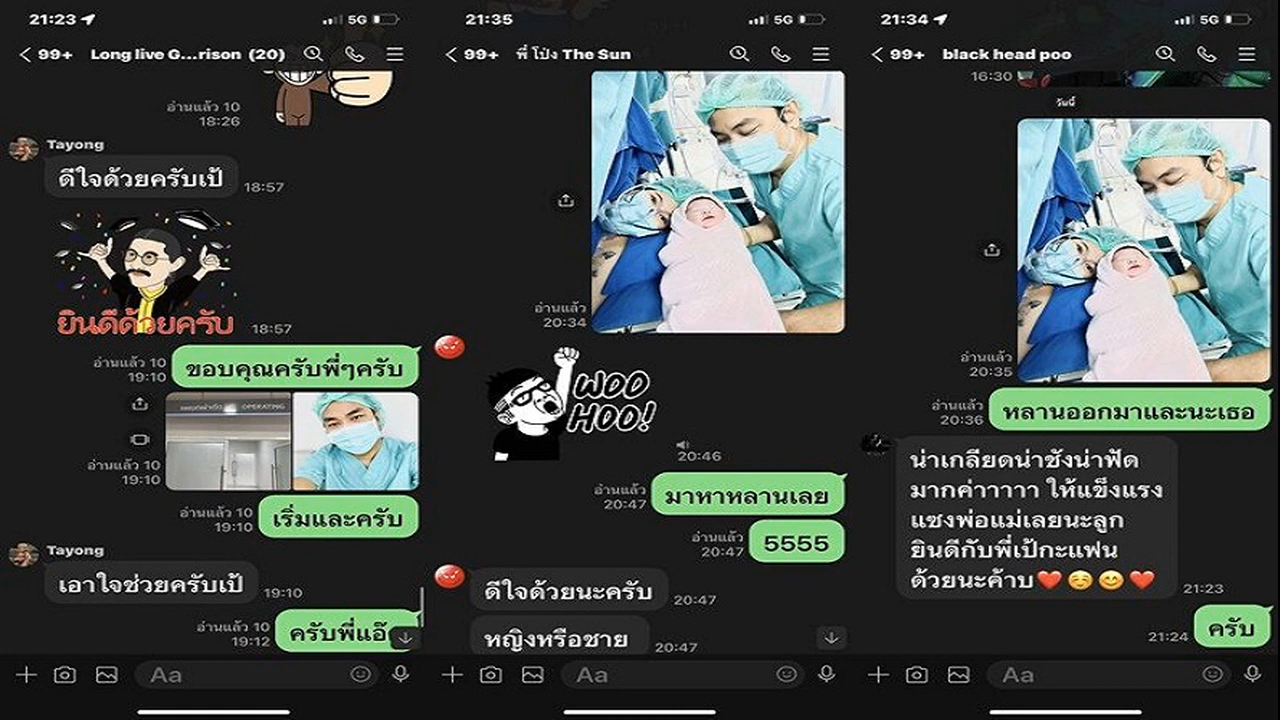 21:23
5G
99+
Long live G...rison (20)
อ่านแล้ว 10
18:26
Tayong
ดีใจด้วยครับเป้
18:57
ยินดีด้วยครับ
18:57
ขอบคุณครับพี่ๆครับ
อ่านแล้ว 10
19:10
OPERATING
อ่านแล้ว 10
19:10
เริ่มและครับ
อ่านแล้ว 10
19:10
Tayong
เอาใจช่วยครับเป้
19:10
ครับพี่แอ๊
อ่านแล้ว 10
19:12
Aa
21:35
5G
99+
พี่ โป่ง The Sun
อ่านแล้ว
20:34
WOO
HOO!
20:46
มาหาหลานเลย
อ่านแล้ว
20:47
5555
อ่านแล้ว
20:47
ดีใจด้วยนะครับ
20:47
หญิงหรือชาย
20:47
Aa
21:34
5G
99+
black head poo
16:30
วันนี้
อ่านแล้ว
20:35
หลานออกมาและนะเธอ
อ่านแล้ว
20:36
น่าเกลียดน่าชังน่าฟัด
มากค่าาาาา ให้แข็งแรง
แซงพ่อแม่เลยนะลูก
ยินดีกับพี่เป้กะแฟน
ด้วยนะค้าบ❤️☺️😊❤️
21:23
ครับ
21:24
Aa